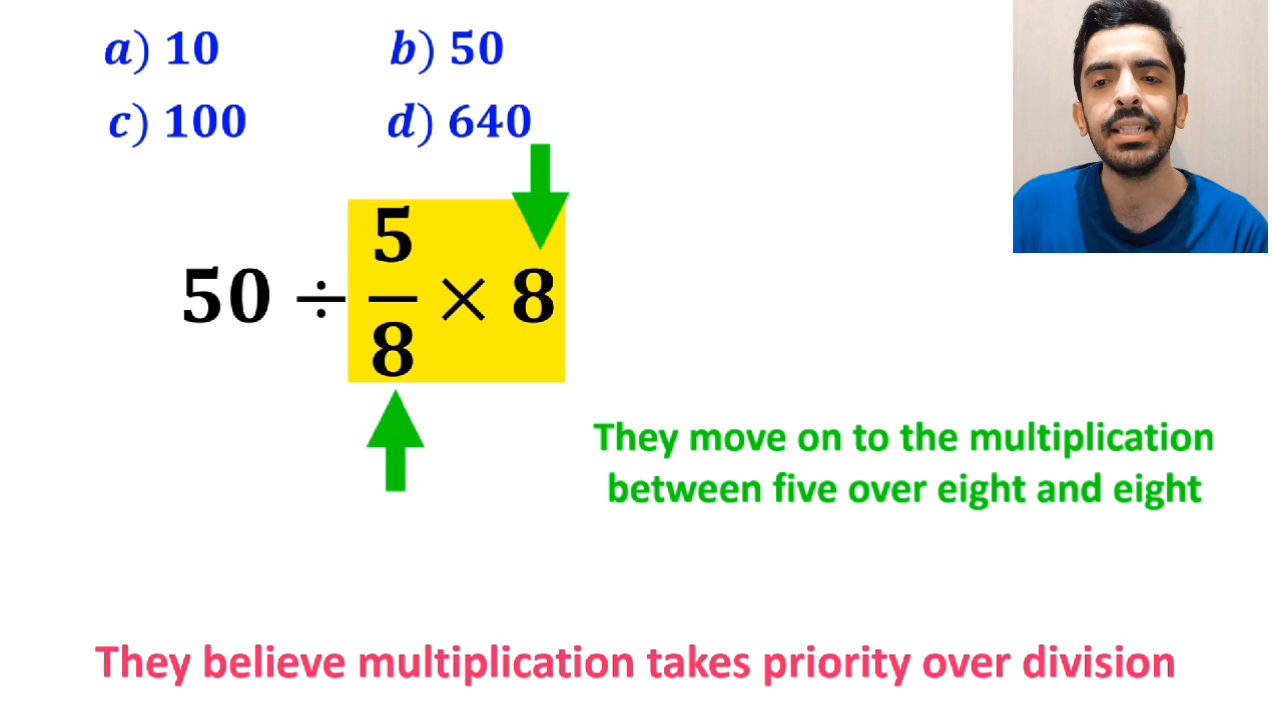 a) 10 b) 50
c) 100 d) 640
50 ÷ 5/8 × 8
They move on to the multiplication
between five over eight and eight
They believe multiplication takes priority over division